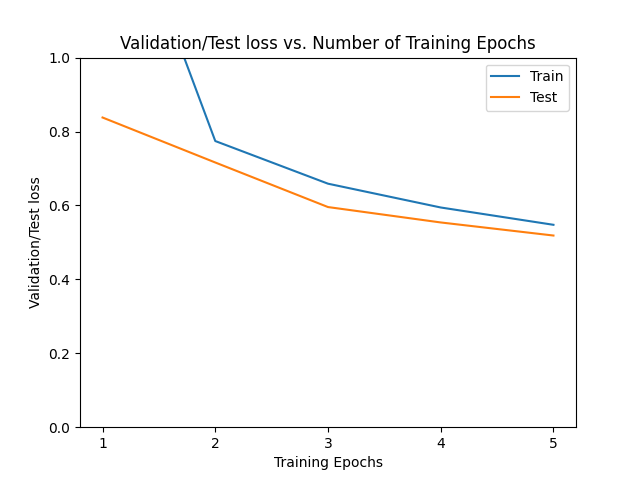 Validation/Test loss vs. Number of Training Epochs
Train
Test
Validation/Test loss
1.0
0.8
0.6
0.4
0.2
0.0
1 2 3 4 5
Training Epochs